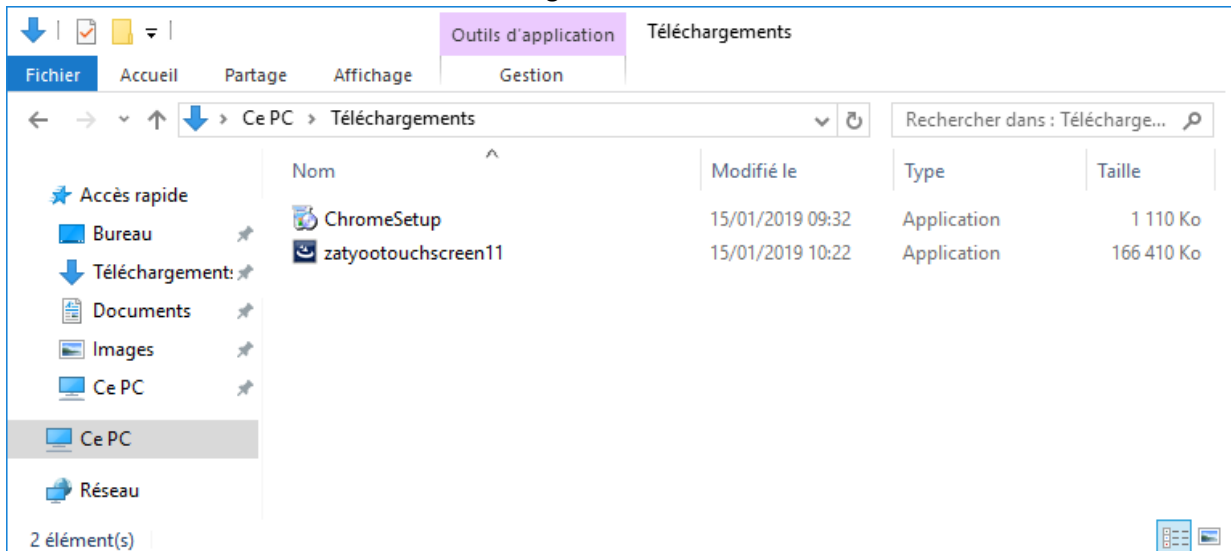 Outils d'application Téléchargements
Fichier Accueil Partage Affichage Gestion
Ce PC Téléchargements Rechercher dans : Télécharge...
Nom Modifié le Type Taille
Accès rapide
ChromeSetup 15/01/2019 09:32 Application 1 110 Ko
Bureau
zatyootouchscreen11 15/01/2019 10:22 Application 166 410 Ko
Téléchargement
Documents
Images
Ce PC
Ce PC
Réseau
2 élément(s)